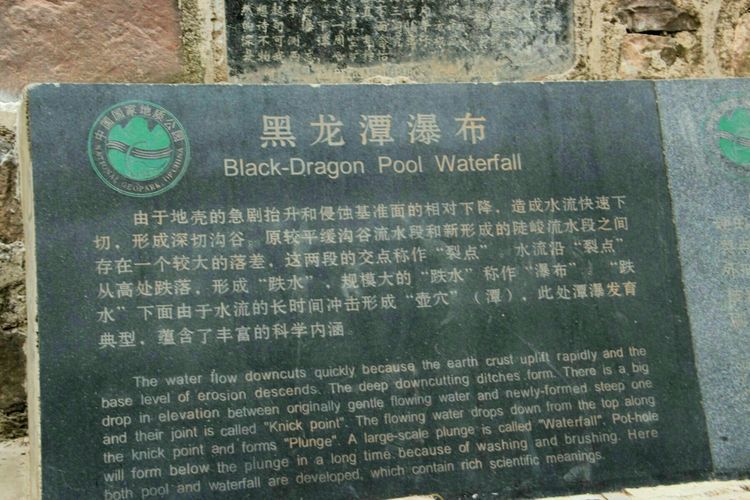 中国国家地质公园
NATIONAL GEOPARK OF CHINA
黑龙潭瀑布
Black-Dragon Pool Waterfall
由于地壳的急剧抬升和侵蚀基准面的相对下降，造成水流快速下
切，形成深切沟谷。原较平缓沟谷流水段和新形成的陡峻流水段之间
存在一个较大的落差，这两段的交点称作“裂点” 水流沿“裂点”
从高处跌落，形成“跌水”，规模大的“跌水”称作“瀑布”。“跌
水”下面由于水流的长时间冲击形成“壶穴”（潭），此处潭瀑发育
典型，蕴含了丰富的科学内涵。
The water flow downcuts quickly because the earth crust uplift rapidly and the
base level of erosion descends. The deep downcutting ditches form. There is a big
drop in elevation between originally gentle flowing water and newly-formed steep one
and their joint is called "Knick point". The flowing water drops down from the top along
the knick point and forms "Plunge". A large-scale plunge is called "Waterfall". Pot-hole
will form below the plunge in a long time because of washing and brushing. Here
both pool and waterfall are developed, which contain rich scientific meanings.